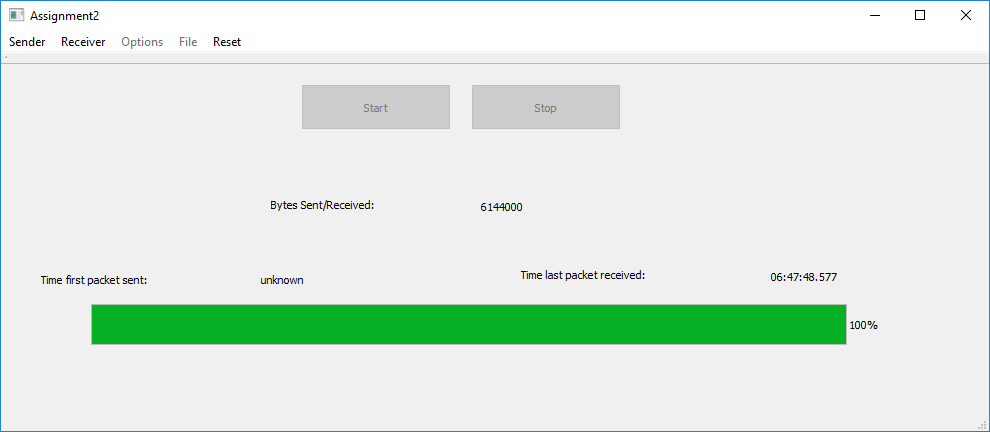 Assignment2
Sender Receiver Options File Reset
Start Stop
Bytes Sent/Received: 6144000
Time first packet sent: unknown Time last packet received: 06:47:48.577
100%